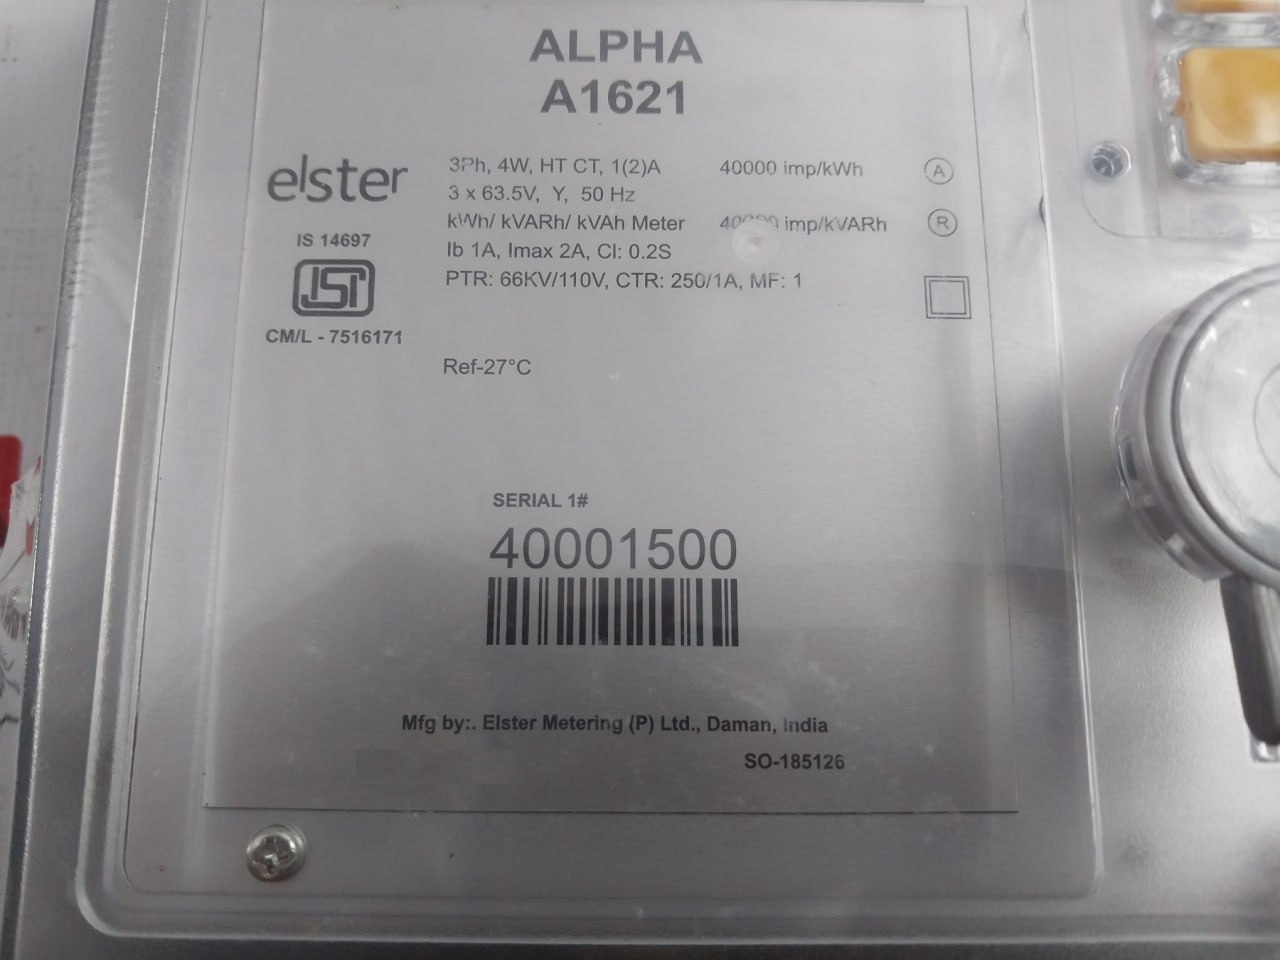 ALPHA
A1621
elster
IS 14697
ISI
CM/L - 7516171
3Ph, 4W, HT CT, 1(2)A 40000 imp/kWh A
3 x 63.5V, Y, 50 Hz
kWh/ kVARh/ kVAh Meter 40000 imp/kVARh R
Ib 1A, Imax 2A, Cl: 0.2S
PTR: 66KV/110V, CTR: 250/1A, MF: 1
Ref-27°C
SERIAL 1#
40001500
Mfg by:. Elster Metering (P) Ltd., Daman, India
SO-185126